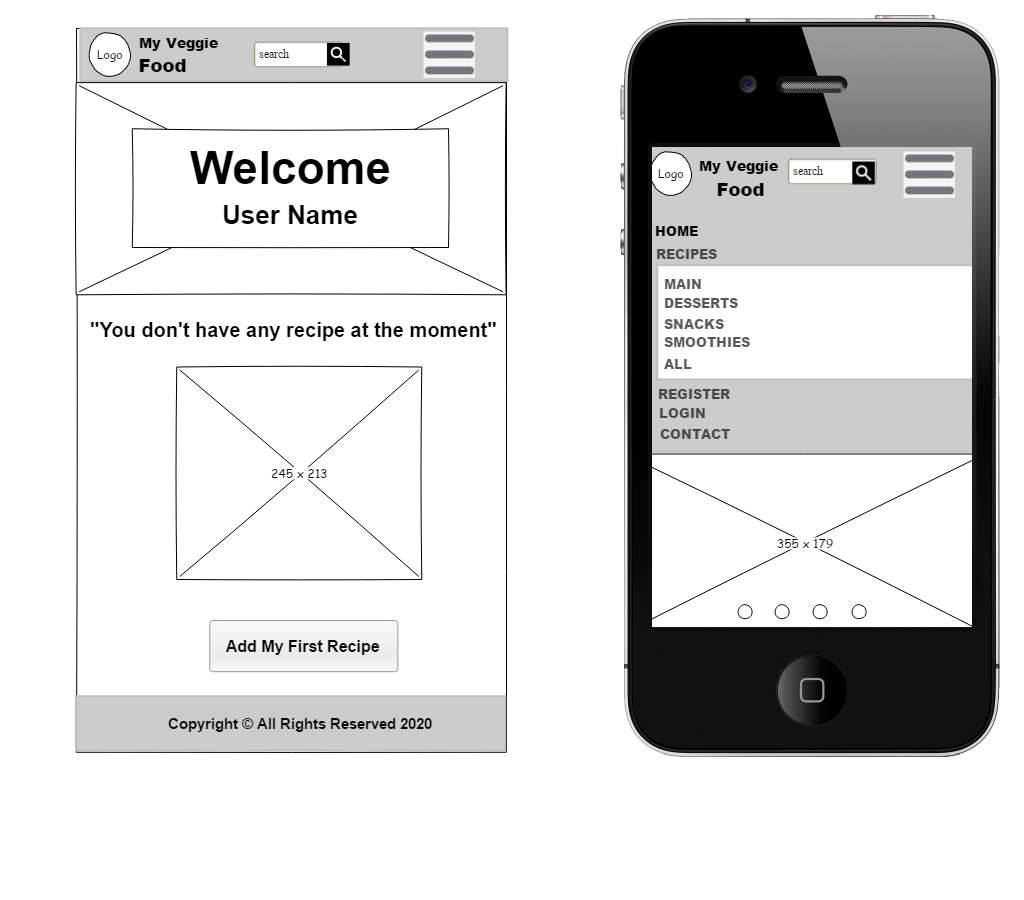 Logo
My Veggie
Food
search
Welcome
User Name
"You don't have any recipe at the moment"
245 x 213
Add My First Recipe
Copyright © All Rights Reserved 2020
Logo
My Veggie
Food
search
HOME
RECIPES
MAIN
DESSERTS
SNACKS
SMOOTHIES
ALL
REGISTER
LOGIN
CONTACT
355 x 179